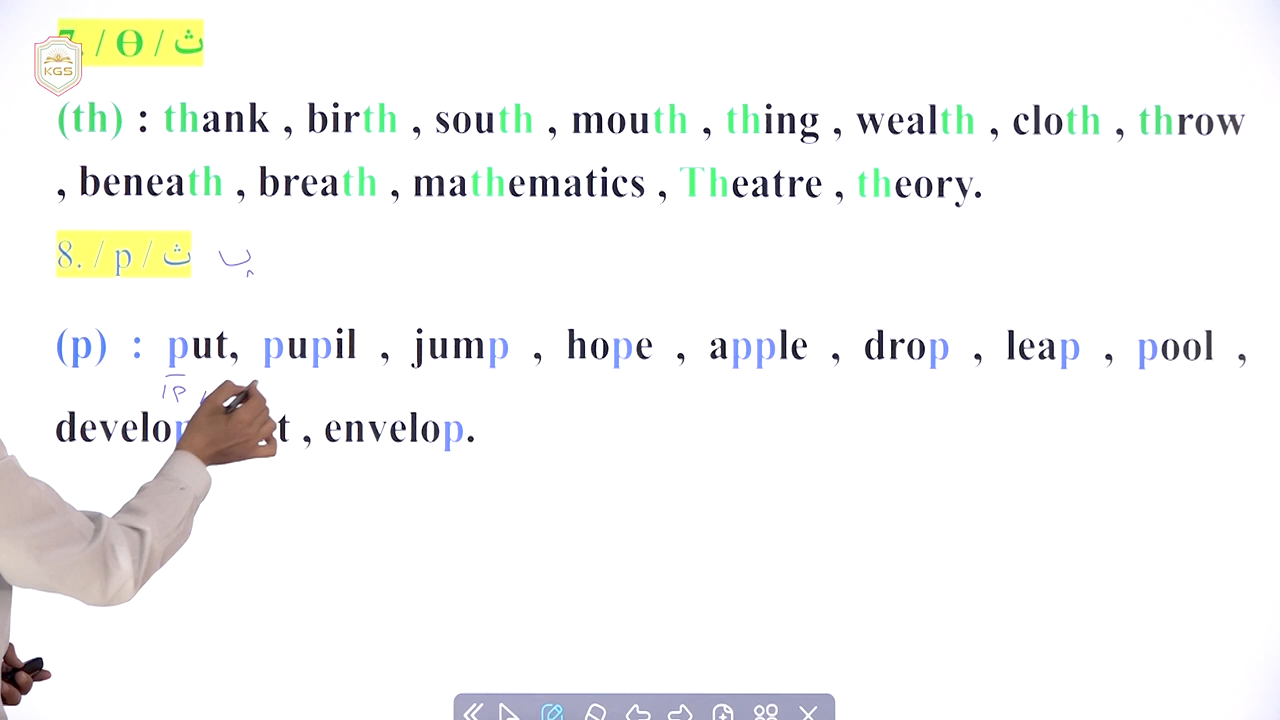 7. / Ө / ث
KGS
(th) : thank , birth , south , mouth , thing , wealth , cloth , throw
, beneath , breath , mathematics , Theatre , theory.
8. / p / ث پ
(p) : put, pupil , jump , hope , apple , drop , leap , pool ,
/p
t , envelop.